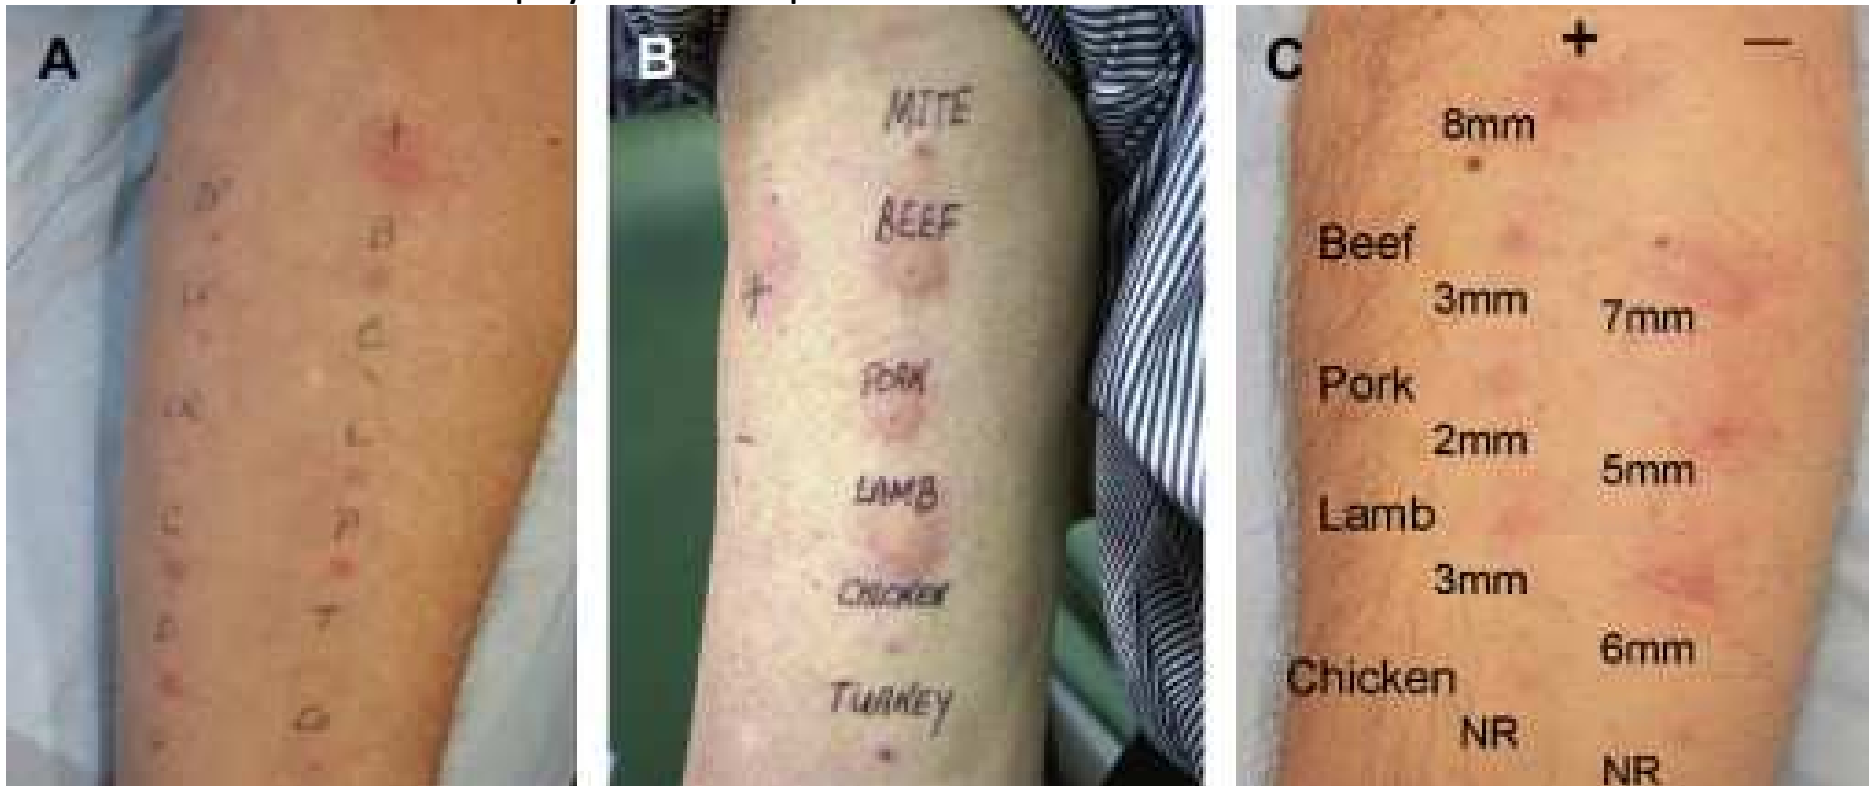 A
+
B
C
L
P
T
C
D
B
MITE
BEEF
+
PORK
-
LAMB
CHICKEN
TURKEY
C
+ —
8mm
Beef
3mm
7mm
Pork
2mm
5mm
Lamb
3mm
6mm
Chicken
NR
NR